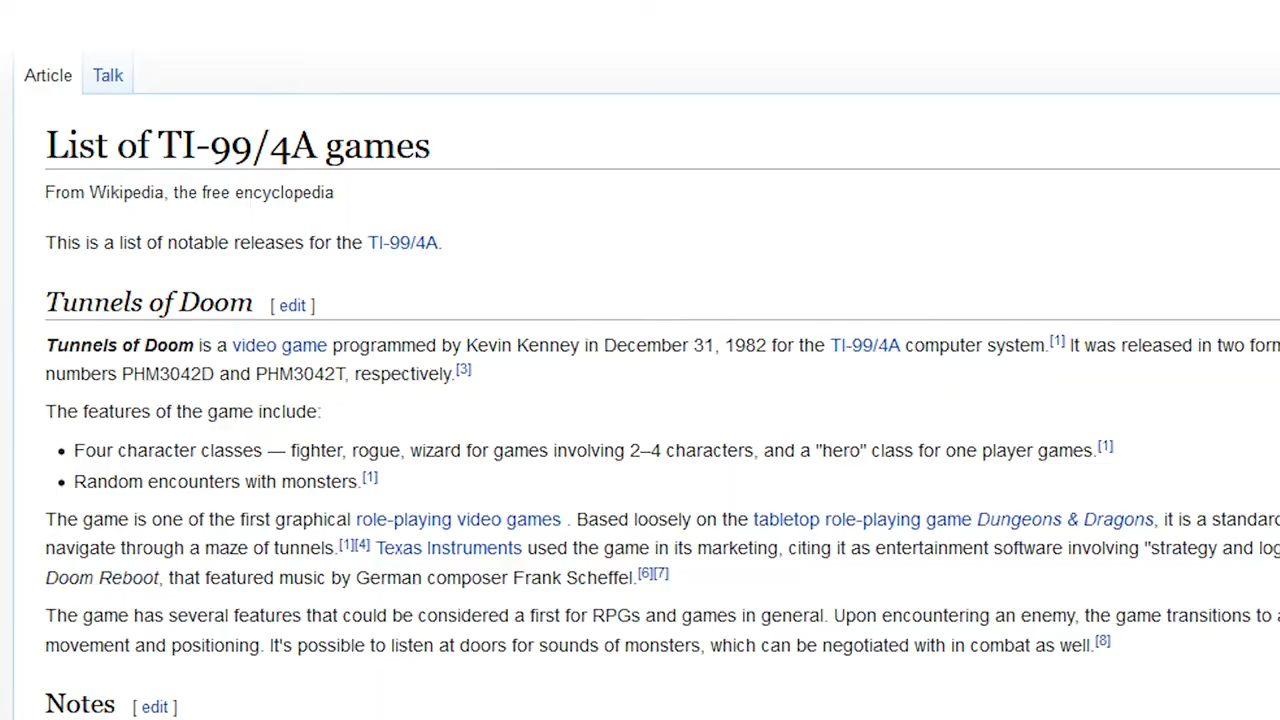 Article Talk
List of TI-99/4A games
From Wikipedia, the free encyclopedia
This is a list of notable releases for the TI-99/4A.
Tunnels of Doom [ edit ]
Tunnels of Doom is a video game programmed by Kevin Kenney in December 31, 1982 for the TI-99/4A computer system.[1] It was released in two
numbers PHM3042D and PHM3042T, respectively.[3]
The features of the game include:
• Four character classes — fighter, rogue, wizard for games involving 2–4 characters, and a "hero" class for one player games.[1]
• Random encounters with monsters.[1]
The game is one of the first graphical role-playing video games . Based loosely on the tabletop role-playing game Dungeons & Dragons, it is a
navigate through a maze of tunnels.[1][4] Texas Instruments used the game in its marketing, citing it as entertainment software involving "strategy and
Doom Reboot, that featured music by German composer Frank Scheffel.[6][7]
The game has several features that could be considered a first for RPGs and games in general. Upon encountering an enemy, the game transitions to
movement and positioning. It's possible to listen at doors for sounds of monsters, which can be negotiated with in combat as well.[8]
Notes [ edit ]